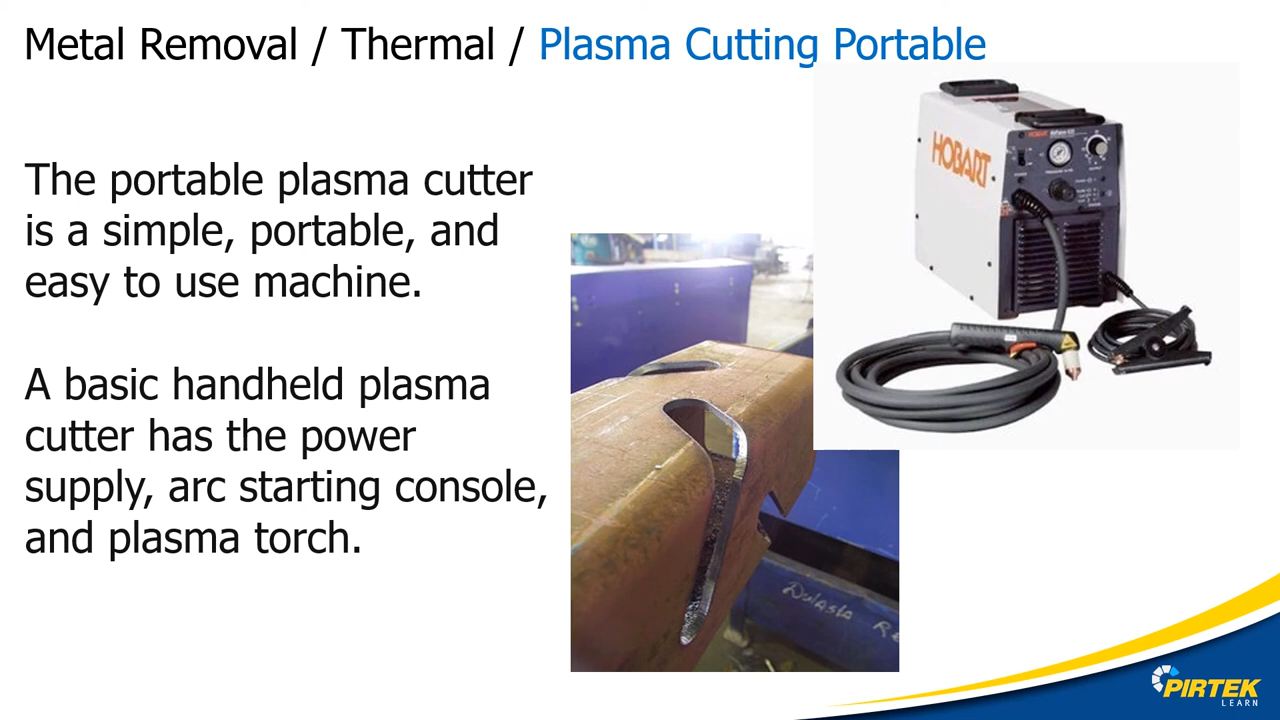 Metal Removal / Thermal / Plasma Cutting Portable
The portable plasma cutter
is a simple, portable, and
easy to use machine.
A basic handheld plasma
cutter has the power
supply, arc starting console,
and plasma torch.
HOBART
HOBART
PIRTEK
LEARN